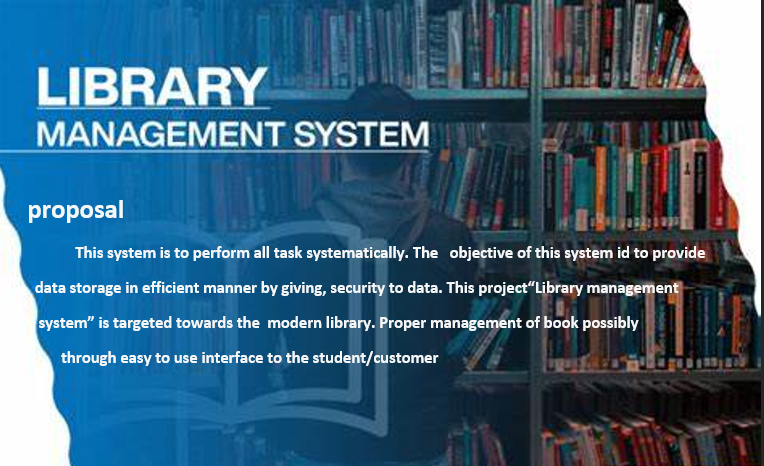 LIBRARY
MANAGEMENT SYSTEM
proposal
This system is to perform all task systematically. The objective of this system id to provide
data storage in efficient manner by giving, security to data. This project“Library management
system” is targeted towards the modern library. Proper management of book possibly
through easy to use interface to the student/customer